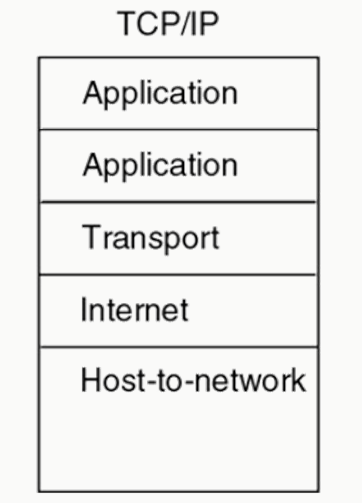 TCP/IP
Application
Application
Transport
Internet
Host-to-network